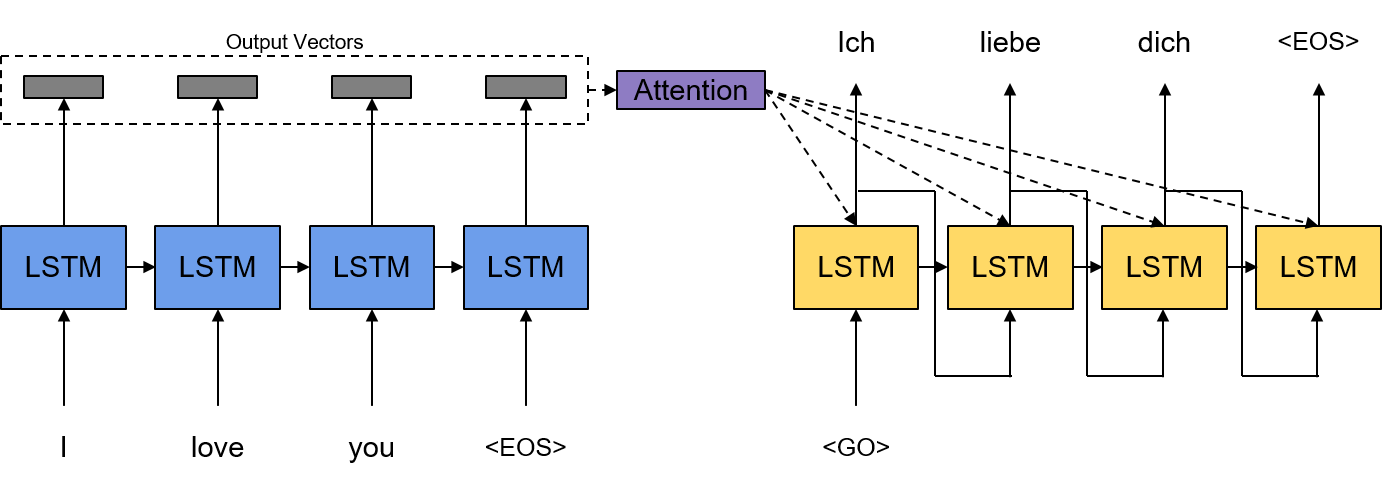 Output Vectors
Attention
Ich liebe dich <EOS>
LSTM LSTM LSTM LSTM LSTM LSTM LSTM LSTM
I love you <EOS> <GO>